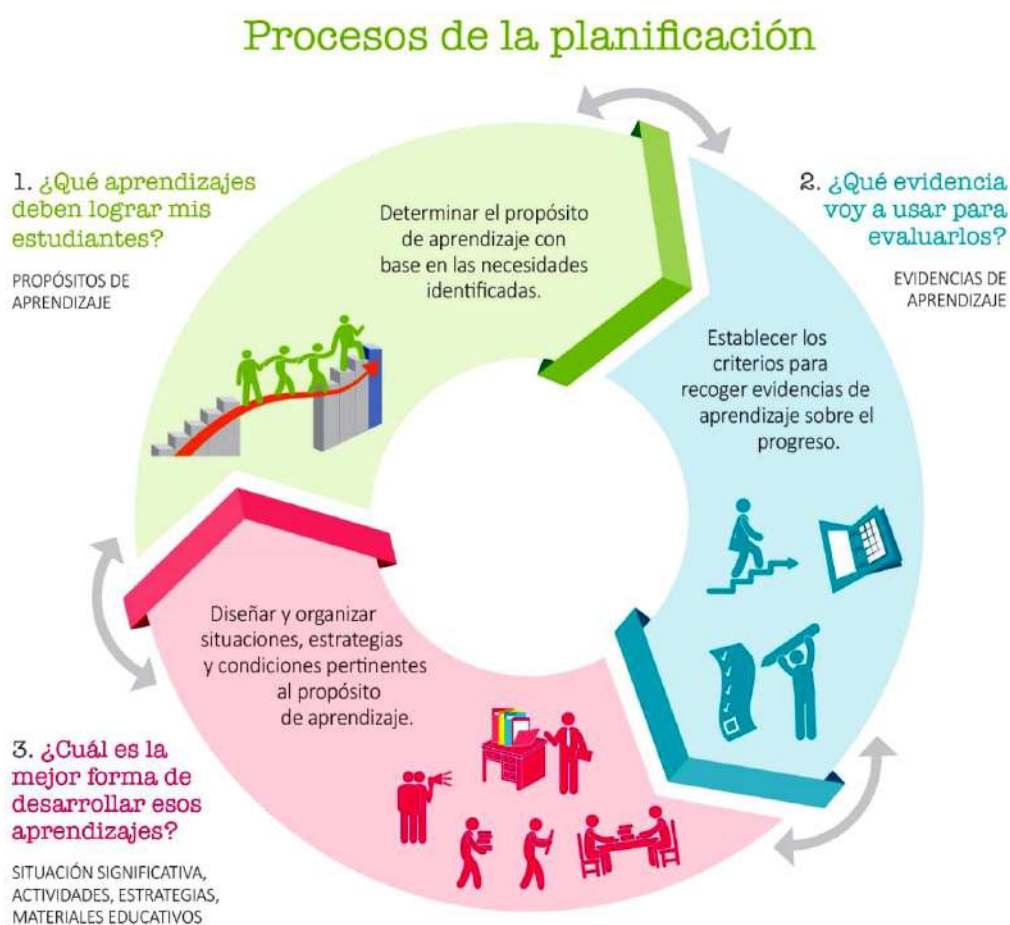 Procesos de la planificación
1. ¿Qué aprendizajes
deben lograr mis
estudiantes?
PROPÓSITOS DE
APRENDIZAJE
Determinar el propósito
de aprendizaje con
base en las necesidades
identificadas.
2. ¿Qué evidencia
voy a usar para
evaluarlos?
EVIDENCIAS DE
APRENDIZAJE
Establecer los
criterios para
recoger evidencias de
aprendizaje sobre el
progreso.
Diseñar y organizar
situaciones, estrategias
y condiciones pertinentes
al propósito
de aprendizaje.
3. ¿Cuál es la
mejor forma de
desarrollar esos
aprendizajes?
SITUACIÓN SIGNIFICATIVA,
ACTIVIDADES, ESTRATEGIAS,
MATERIALES EDUCATIVOS